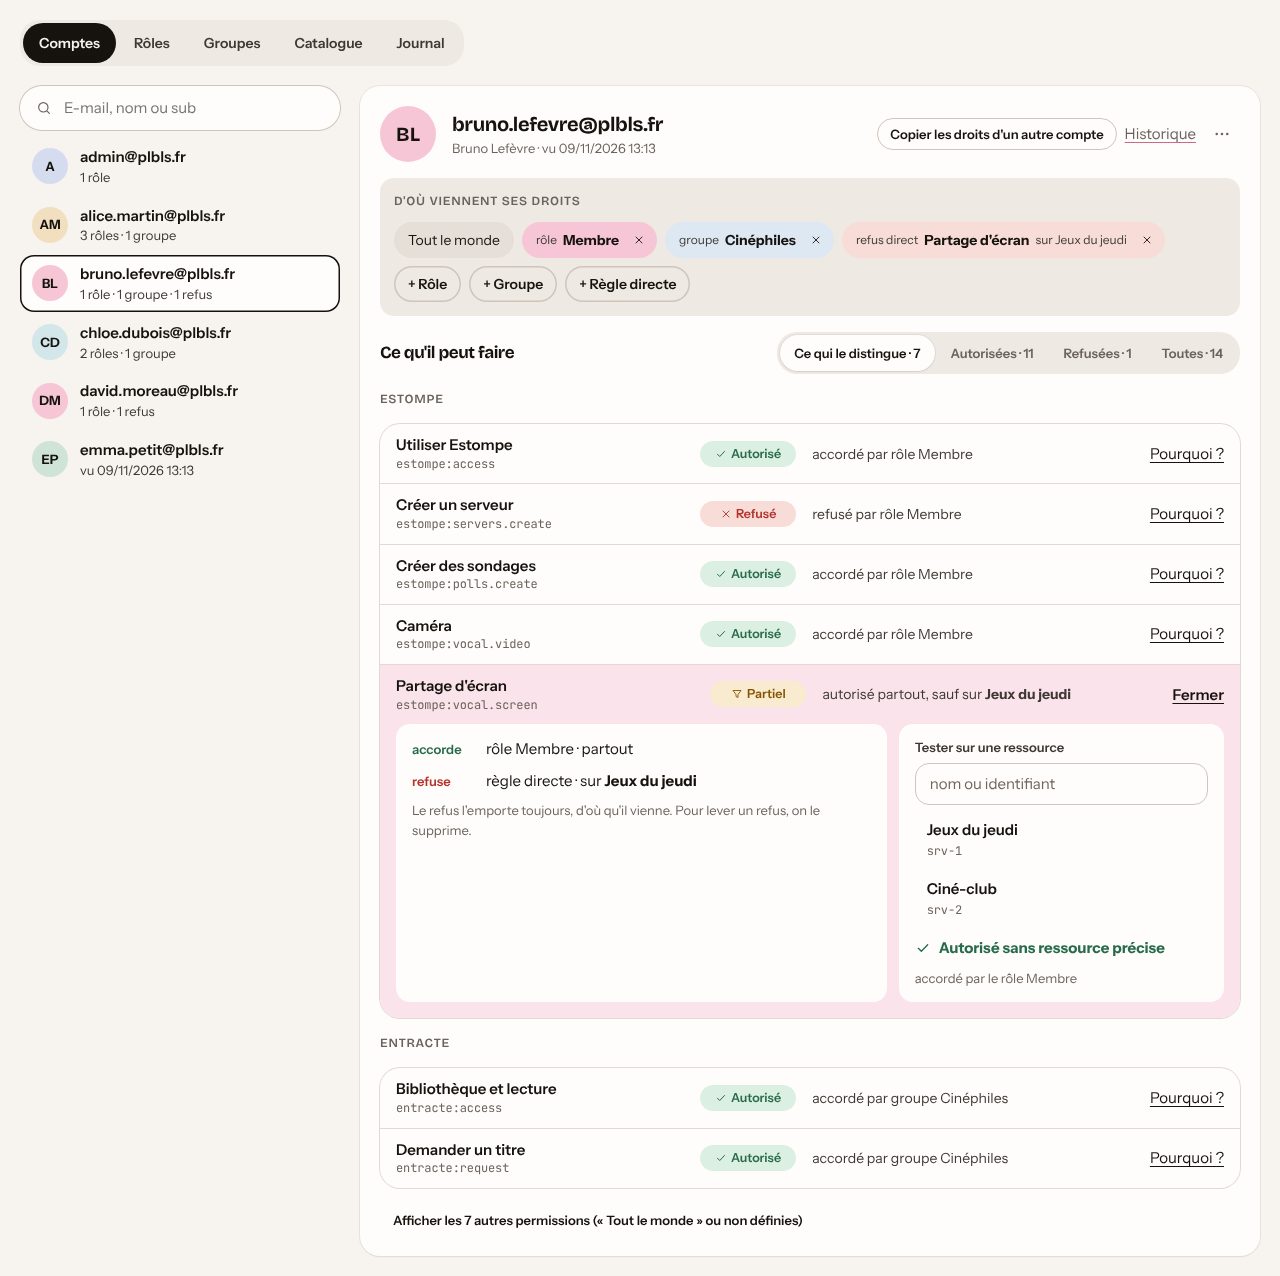 Comptes Rôles Groupes Catalogue Journal
E-mail, nom ou sub
A admin@plbls.fr
1 rôle
AM alice.martin@plbls.fr
3 rôles · 1 groupe
BL bruno.lefevre@plbls.fr
1 rôle · 1 groupe · 1 refus
CD chloe.dubois@plbls.fr
2 rôles · 1 groupe
DM david.moreau@plbls.fr
1 rôle · 1 refus
EP emma.petit@plbls.fr
vu 09/11/2026 13:13
BL bruno.lefevre@plbls.fr
Bruno Lefèvre · vu 09/11/2026 13:13
Copier les droits d'un autre compte Historique ···
D'OÙ VIENNENT SES DROITS
Tout le monde rôle Membre × groupe Cinéphiles × refus direct Partage d'écran sur Jeux du jeudi ×
+ Rôle + Groupe + Règle directe
Ce qu'il peut faire Ce qui le distingue · 7 Autorisées · 11 Refusées · 1 Toutes · 14
ESTOMPE
Utiliser Estompe
estompe:access
✓ Autorisé accordé par rôle Membre Pourquoi ?
Créer un serveur
estompe:servers.create
× Refusé refusé par rôle Membre Pourquoi ?
Créer des sondages
estompe:polls.create
✓ Autorisé accordé par rôle Membre Pourquoi ?
Caméra
estompe:vocal.video
✓ Autorisé accordé par rôle Membre Pourquoi ?
Partage d'écran
estompe:vocal.screen
Partiel autorisé partout, sauf sur Jeux du jeudi Fermer
accorde rôle Membre · partout
refuse règle directe · sur Jeux du jeudi
Le refus l'emporte toujours, d'où qu'il vienne. Pour lever un refus, on le
supprime.
Tester sur une ressource
nom ou identifiant
Jeux du jeudi
srv-1
Ciné-club
srv-2
✓ Autorisé sans ressource précise
accordé par le rôle Membre
ENTRACTE
Bibliothèque et lecture
entracte:access
✓ Autorisé accordé par groupe Cinéphiles Pourquoi ?
Demander un titre
entracte:request
✓ Autorisé accordé par groupe Cinéphiles Pourquoi ?
Afficher les 7 autres permissions (« Tout le monde » ou non définies)